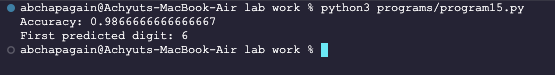 abchapagain@Achyuts-MacBook-Air lab work % python3 programs/program15.py
Accuracy: 0.9866666666666667
First predicted digit: 6
abchapagain@Achyuts-MacBook-Air lab work %